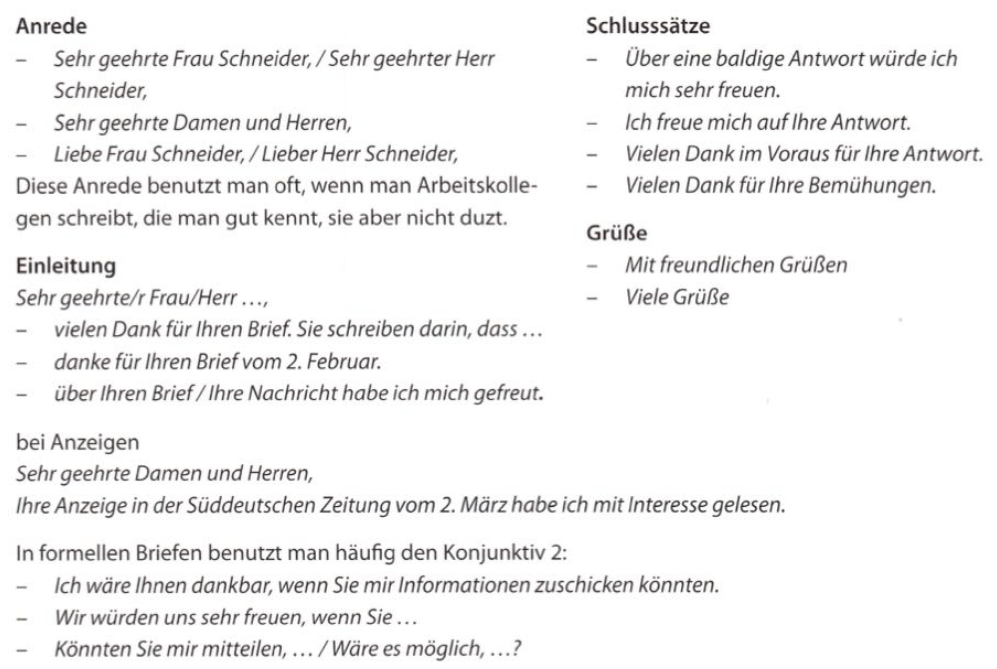 Anrede
– Sehr geehrte Frau Schneider, / Sehr geehrter Herr
Schneider,
– Sehr geehrte Damen und Herren,
– Liebe Frau Schneider, / Lieber Herr Schneider,
Diese Anrede benutzt man oft, wenn man Arbeitskolle-
gen schreibt, die man gut kennt, sie aber nicht duzt.
Einleitung
Sehr geehrte/r Frau/Herr …,
– vielen Dank für Ihren Brief. Sie schreiben darin, dass …
– danke für Ihren Brief vom 2. Februar.
– über Ihren Brief / Ihre Nachricht habe ich mich gefreut.
bei Anzeigen
Sehr geehrte Damen und Herren,
Ihre Anzeige in der Süddeutschen Zeitung vom 2. März habe ich mit Interesse gelesen.
In formellen Briefen benutzt man häufig den Konjunktiv 2:
– Ich wäre Ihnen dankbar, wenn Sie mir Informationen zuschicken könnten.
– Wir würden uns sehr freuen, wenn Sie …
– Könnten Sie mir mitteilen, … / Wäre es möglich, …?
Schlusssätze
– Über eine baldige Antwort würde ich
mich sehr freuen.
– Ich freue mich auf Ihre Antwort.
– Vielen Dank im Voraus für Ihre Antwort.
– Vielen Dank für Ihre Bemühungen.
Grüße
– Mit freundlichen Grüßen
– Viele Grüße